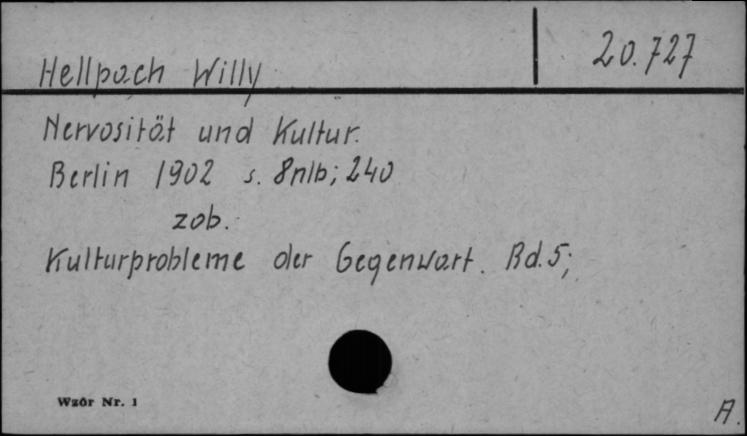 Hellpach Willy
20.727
Nervosität und Kultur.
Berlin 1902 s. 8nlb; 240
zob.
Kulturprobleme der Gegenwart. Bd. 5;
Wzór Nr. 1
A.